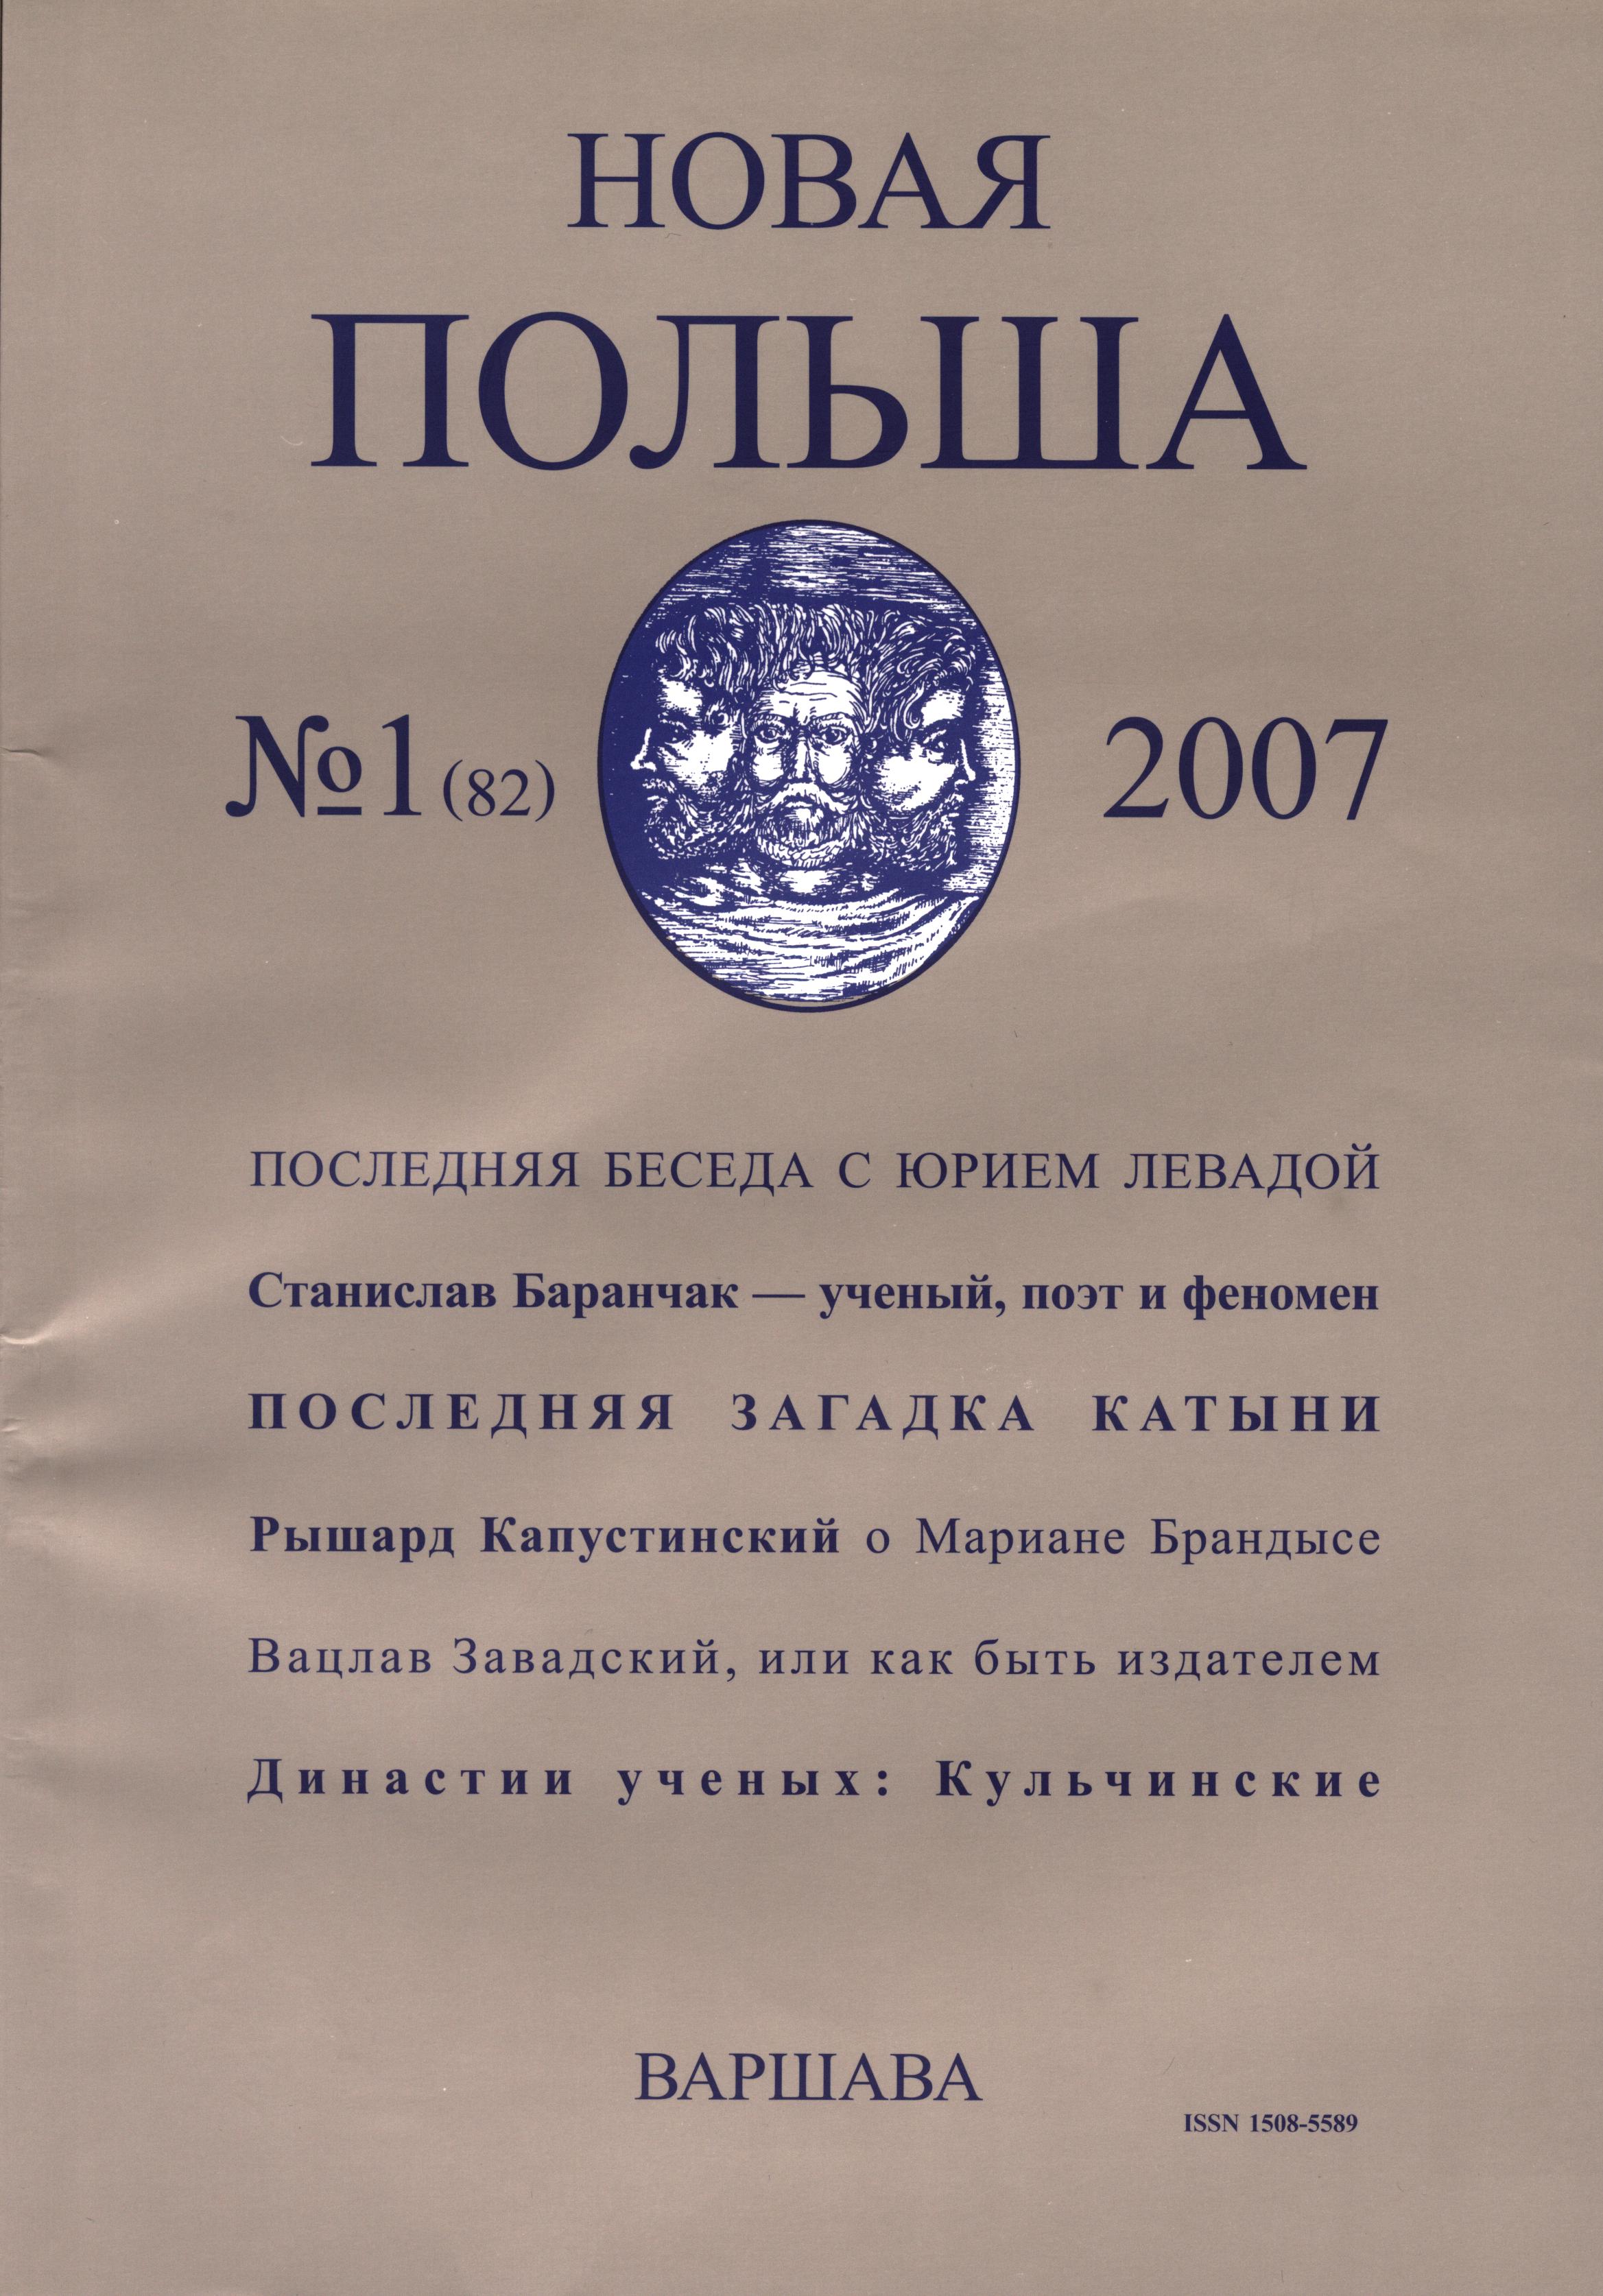 НОВАЯ
ПОЛЬША
№1 (82)
2007
ПОСЛЕДНЯЯ БЕСЕДА С ЮРИЕМ ЛЕВАДОЙ
Станислав Баранчак — ученый, поэт и феномен
ПОСЛЕДНЯЯ ЗАГАДКА КАТЫНИ
Рышард Капустинский о Мариане Брандысе
Вацлав Завадский, или как быть издателем
Династии ученых: Кульчинские
ВАРШАВА
ISSN 1508-5589